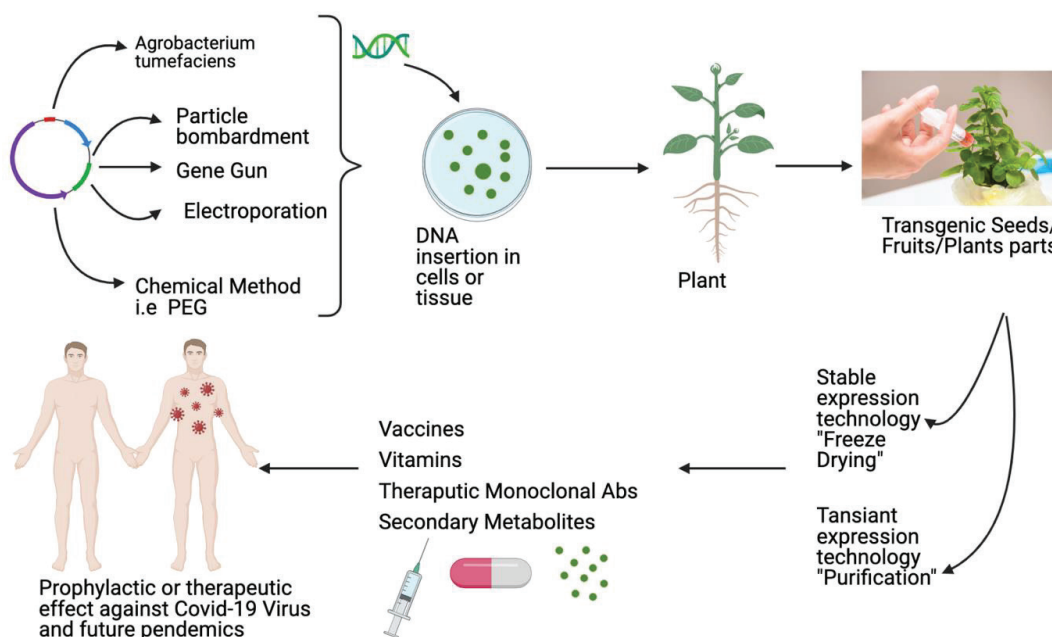 Agrobacterium
tumefaciens
Particle
bombardment
Gene Gun
Electroporation
Chemical Method
i.e PEG
DNA
insertion in
cells or
tissue
Plant
Transgenic Seeds/
Fruits/Plants parts
Stable
expression
technology
"Freeze
Drying"
Tansiant
expression
technology
"Purification"
Vaccines
Vitamins
Theraputic Monoclonal Abs
Secondary Metabolites
Prophylactic or therapeutic
effect against Covid-19 Virus
and future pendemics